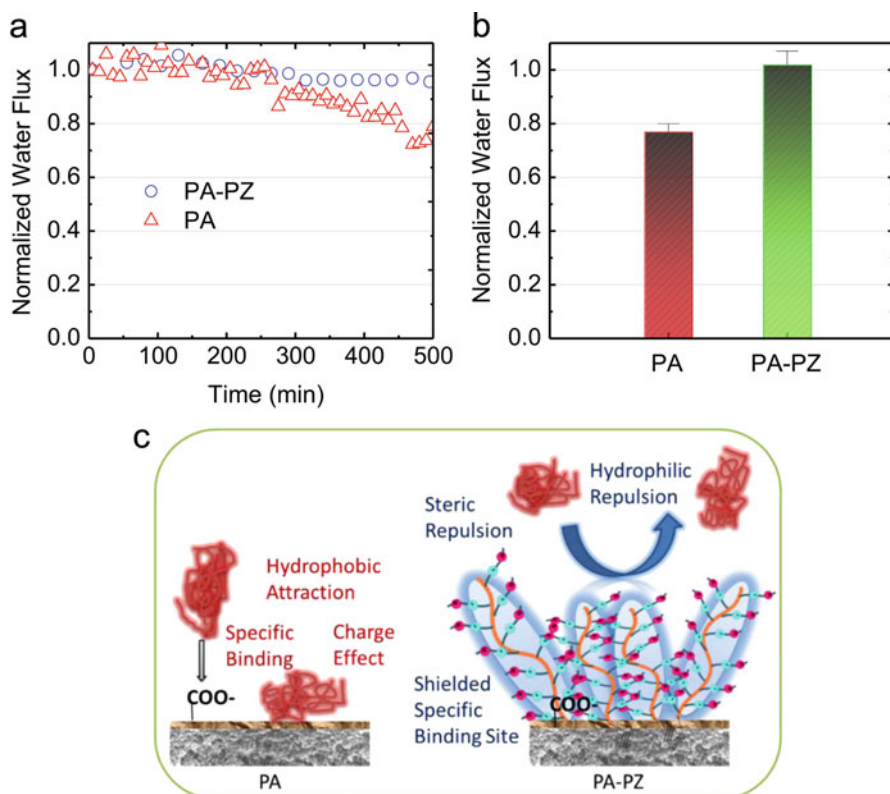 a
Normalized Water Flux
1.0
0.8
0.6
0.4
0.2
0.0
PA-PZ
PA
0 100 200 300 400 500
Time (min)
b
Normalized Water Flux
1.0
0.8
0.6
0.4
0.2
0.0
PA PA-PZ
c
Hydrophobic
Attraction
Specific
Binding
Charge
Effect
COO-
PA
Steric
Repulsion
Hydrophilic
Repulsion
Shielded
Specific
Binding Site
COO-
PA-PZ